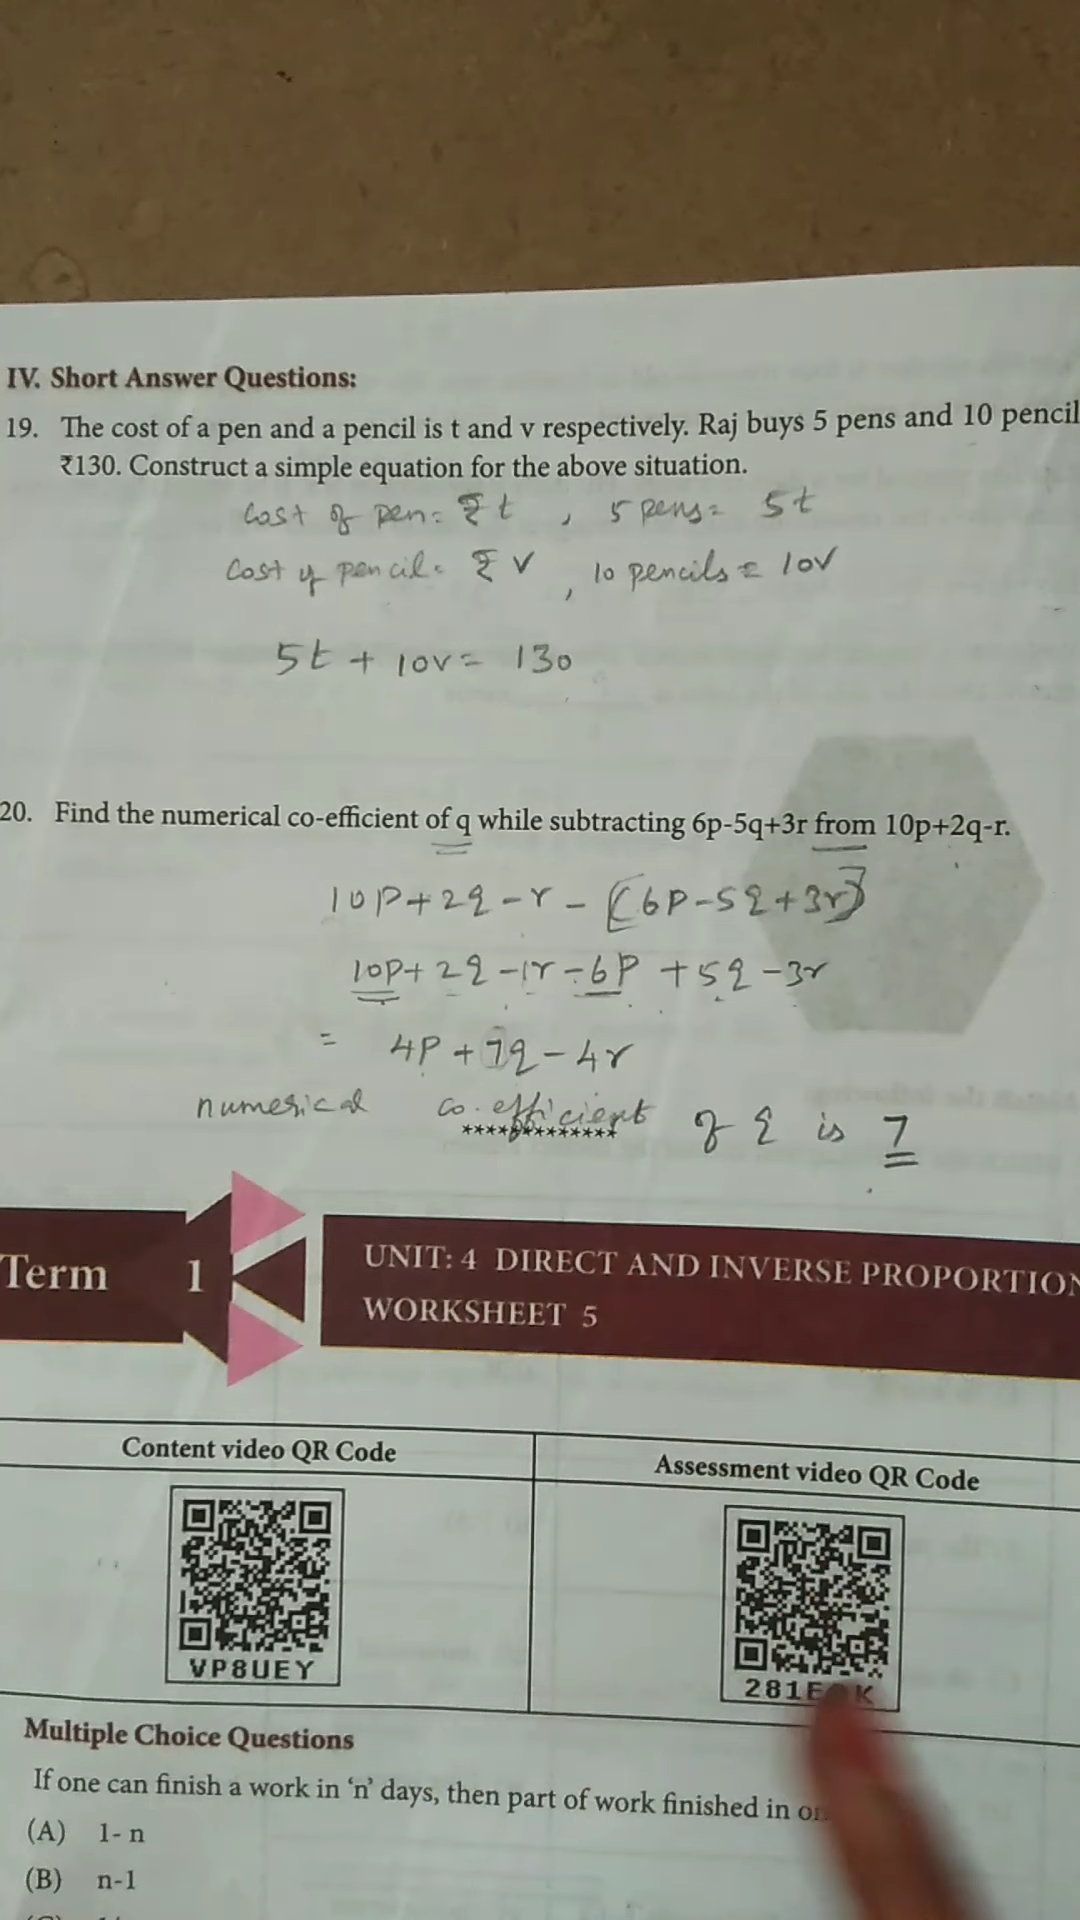 IV. Short Answer Questions:
19. The cost of a pen and a pencil is t and v respectively. Raj buys 5 pens and 10 pencil
₹130. Construct a simple equation for the above situation.
Cost of pen = ₹ t , 5 pens = 5t
Cost of pencil = ₹ v , 10 pencils = 10v
5t + 10v = 130
20. Find the numerical co-efficient of q while subtracting 6p-5q+3r from 10p+2q-r.
10p + 2q - r - (6p - 5q + 3r)
10p + 2q - 1r - 6p + 5q - 3r
= 4p + 7q - 4r
numerical co.efficient of q is 7
*************
Term 1
UNIT: 4 DIRECT AND INVERSE PROPORTION
WORKSHEET 5
Content video QR Code
Assessment video QR Code
VP8UEY
281E K
Multiple Choice Questions
If one can finish a work in ‘n’ days, then part of work finished in
(A) 1- n
(B) n-1